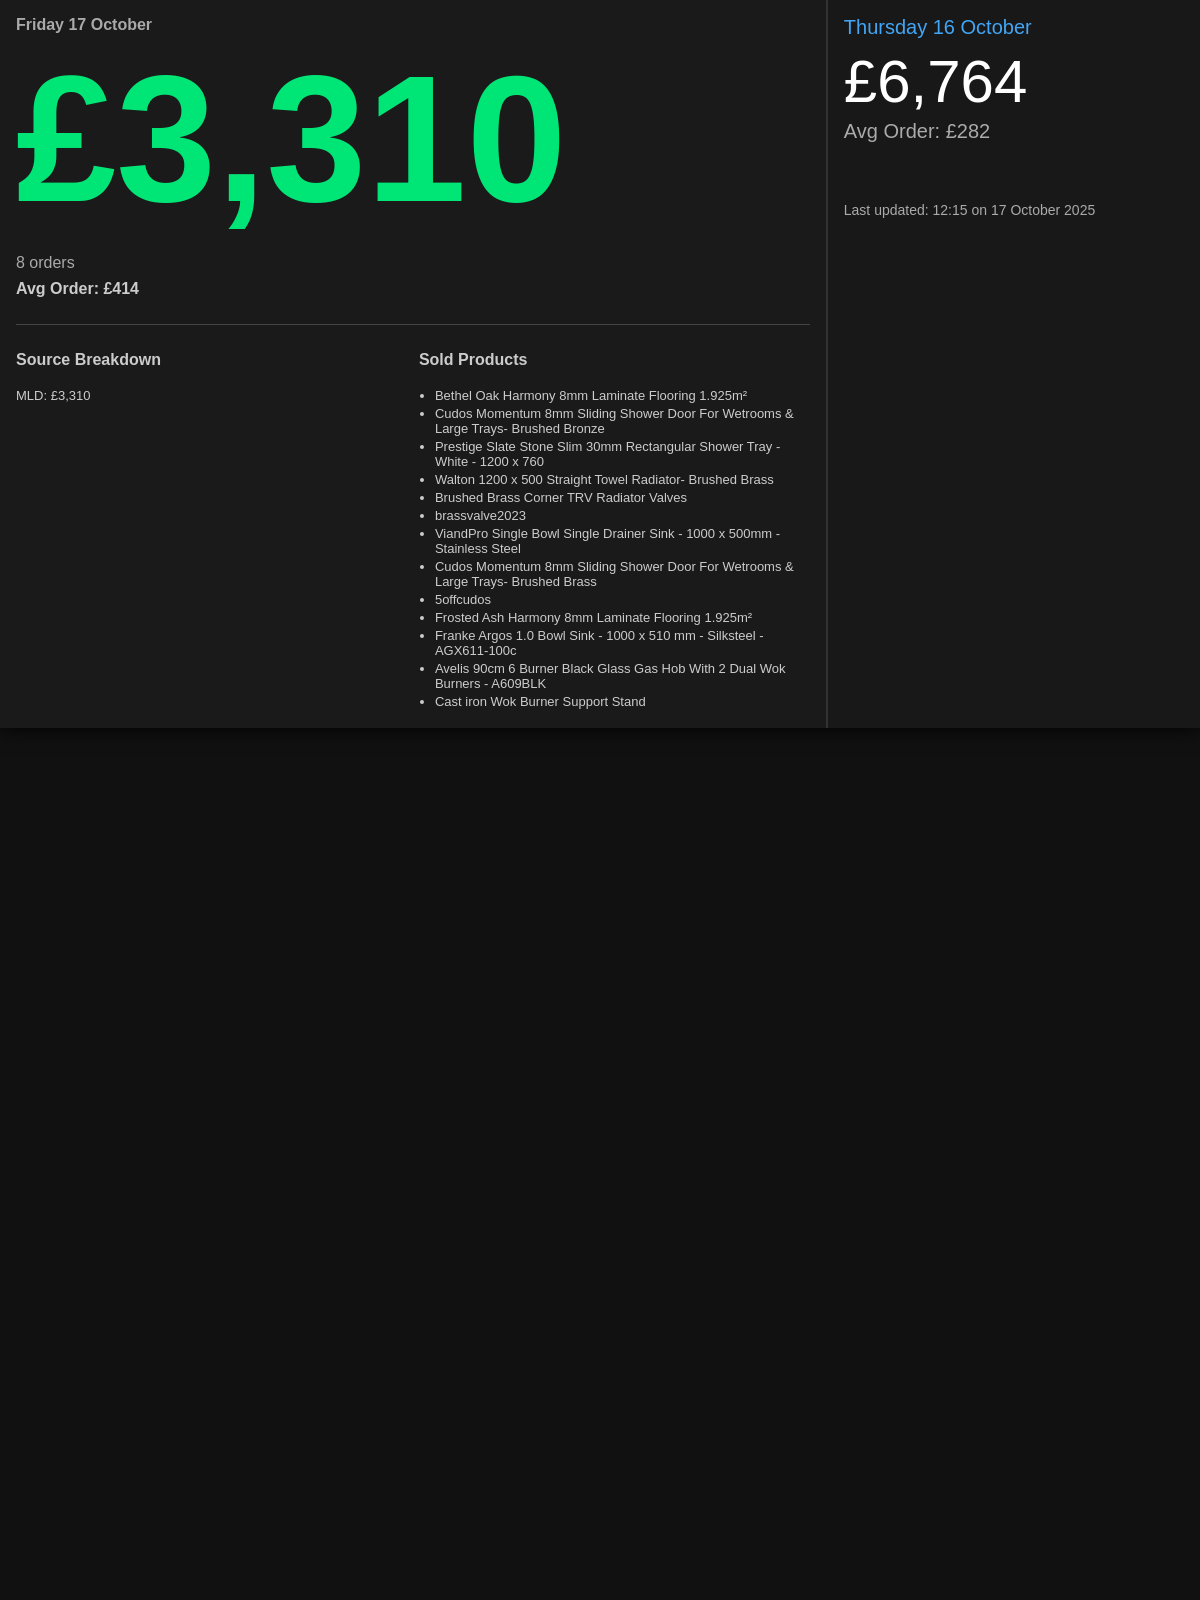 Friday 17 October
£3,310
8 orders
Avg Order: £414
Source Breakdown
MLD: £3,310
Sold Products
Bethel Oak Harmony 8mm Laminate Flooring 1.925m²
Cudos Momentum 8mm Sliding Shower Door For Wetrooms &
Large Trays- Brushed Bronze
Prestige Slate Stone Slim 30mm Rectangular Shower Tray -
White - 1200 x 760
Walton 1200 x 500 Straight Towel Radiator- Brushed Brass
Brushed Brass Corner TRV Radiator Valves
brassvalve2023
ViandPro Single Bowl Single Drainer Sink - 1000 x 500mm -
Stainless Steel
Cudos Momentum 8mm Sliding Shower Door For Wetrooms &
Large Trays- Brushed Brass
5offcudos
Frosted Ash Harmony 8mm Laminate Flooring 1.925m²
Franke Argos 1.0 Bowl Sink - 1000 x 510 mm - Silksteel -
AGX611-100c
Avelis 90cm 6 Burner Black Glass Gas Hob With 2 Dual Wok
Burners - A609BLK
Cast iron Wok Burner Support Stand
Thursday 16 October
£6,764
Avg Order: £282
Last updated: 12:15 on 17 October 2025